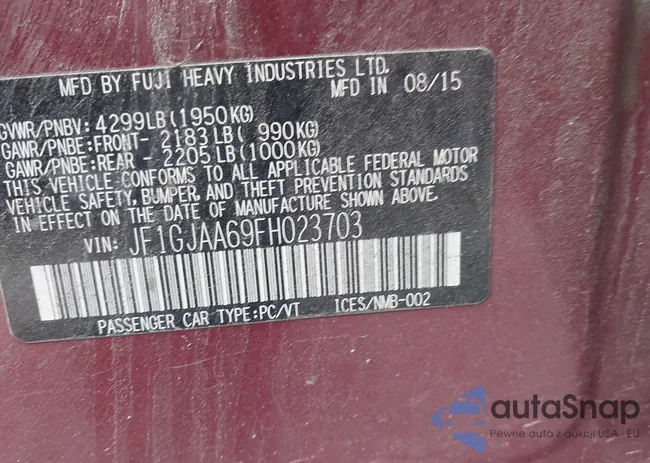 MFD BY FUJI HEAVY INDUSTRIES LTD.
MFD IN 08/15
GVWR/PNBV: 4299LB(1950KG)
GAWR/PNBE:FRONT- 2183LB( 990KG)
GAWR/PNBE:REAR - 2205LB(1000KG)
THIS VEHICLE CONFORMS TO ALL APPLICABLE FEDERAL MOTOR
VEHICLE SAFETY, BUMPER, AND THEFT PREVENTION STANDARDS
IN EFFECT ON THE DATE OF MANUFACTURE SHOWN ABOVE.
VIN: JF1GJAA69FH023703
PASSENGER CAR TYPE:PC/VT ICES/NMB-002
autaSnap
Pewne auto z aukcji USA - EU